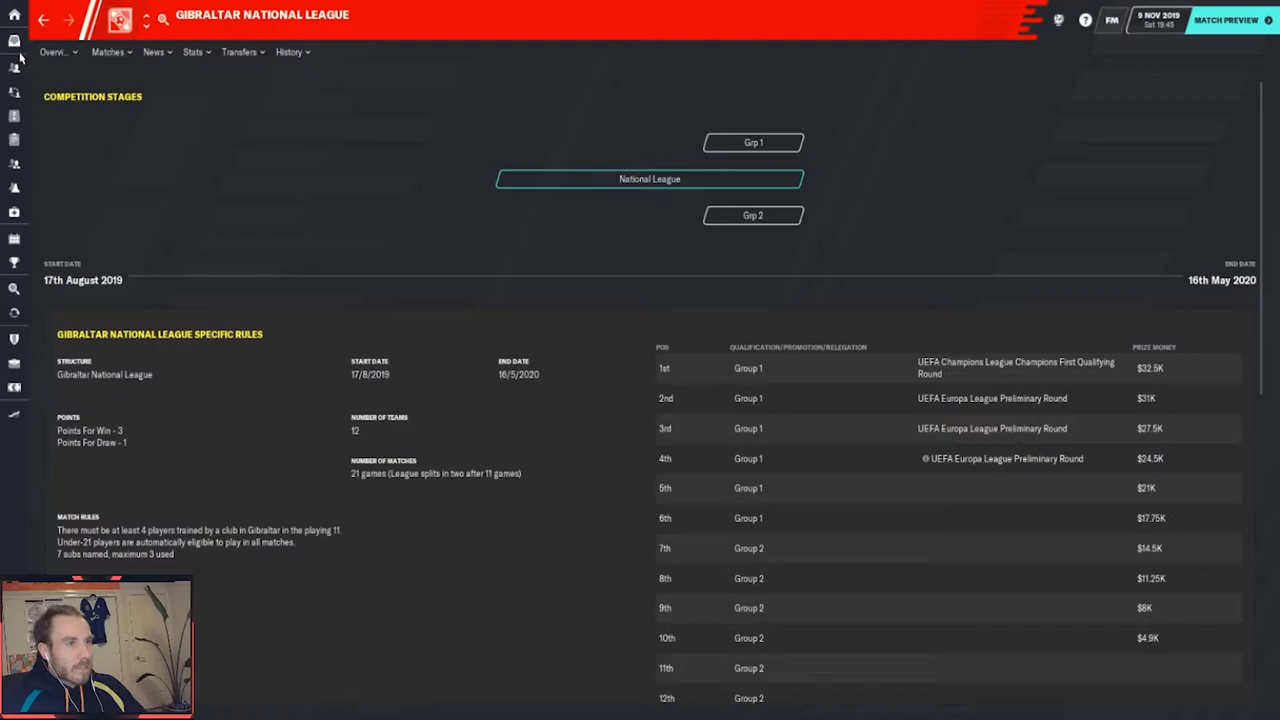 GIBRALTAR NATIONAL LEAGUE
FM
9 NOV 2019
Sat 19:45
MATCH PREVIEW
Overvi...
Matches
News
Stats
Transfers
History
COMPETITION STAGES
Grp 1
National League
Grp 2
START DATE
17th August 2019
END DATE
16th May 2020
GIBRALTAR NATIONAL LEAGUE SPECIFIC RULES
STRUCTURE
Gibraltar National League
START DATE
17/8/2019
END DATE
16/5/2020
POINTS
Points For Win - 3
Points For Draw - 1
NUMBER OF TEAMS
12
NUMBER OF MATCHES
21 games (League splits in two after 11 games)
MATCH RULES
There must be at least 4 players trained by a club in Gibraltar in the playing 11.
Under-21 players are automatically eligible to play in all matches.
7 subs named, maximum 3 used
POS QUALIFICATION/PROMOTION/RELEGATION PRIZE MONEY
1st Group 1 UEFA Champions League Champions First Qualifying Round $32.5K
2nd Group 1 UEFA Europa League Preliminary Round $31K
3rd Group 1 UEFA Europa League Preliminary Round $27.5K
4th Group 1 UEFA Europa League Preliminary Round $24.5K
5th Group 1 $21K
6th Group 1 $17.75K
7th Group 2 $14.5K
8th Group 2 $11.25K
9th Group 2 $8K
10th Group 2 $4.9K
11th Group 2
12th Group 2